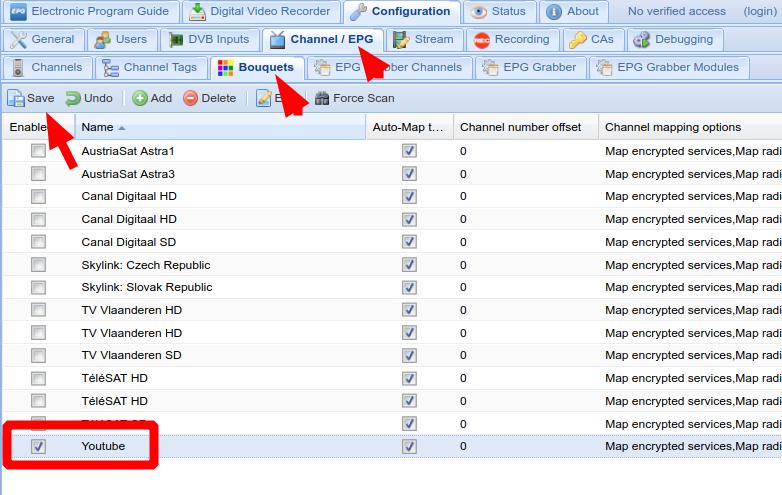 EPG Electronic Program Guide Digital Video Recorder Configuration Status About No verified access (login)
General Users DVB Inputs Channel / EPG Stream REC Recording CAs Debugging
Channels Channel Tags Bouquets EPG Channels EPG Grabber EPG Grabber Modules
Save Undo Add Delete Force Scan
Name Auto-Map t... Channel number offset Channel mapping options
AustriaSat Astra1 0 Map encrypted services,Map radi
AustriaSat Astra3 0 Map encrypted services,Map radi
Canal Digitaal HD 0 Map encrypted services,Map radi
Canal Digitaal HD 0 Map encrypted services,Map radi
Canal Digitaal SD 0 Map encrypted services,Map radi
Skylink: Czech Republic 0 Map encrypted services,Map radi
Skylink: Slovak Republic 0 Map encrypted services,Map radi
TV Vlaanderen HD 0 Map encrypted services,Map radi
TV Vlaanderen HD 0 Map encrypted services,Map radi
TV Vlaanderen SD 0 Map encrypted services,Map radi
TéléSAT HD 0 Map encrypted services,Map radi
TéléSAT HD 0 Map encrypted services,Map radi
0 Map encrypted services,Map radi
Youtube 0 Map encrypted services,Map radi